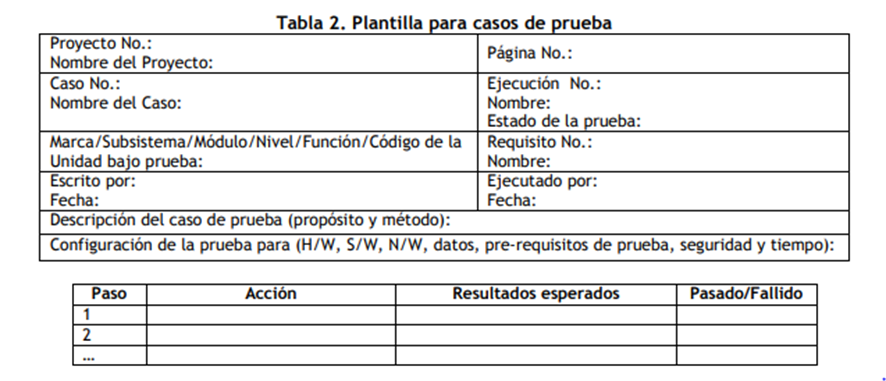 Tabla 2. Plantilla para casos de prueba
Proyecto No.:
Nombre del Proyecto:
Página No.:
Caso No.:
Nombre del Caso:
Ejecución No.:
Nombre:
Estado de la prueba:
Marca/Subsistema/Módulo/Nivel/Función/Código de la
Unidad bajo prueba:
Requisito No.:
Nombre:
Escrito por:
Fecha:
Ejecutado por:
Fecha:
Descripción del caso de prueba (propósito y método):
Configuración de la prueba para (H/W, S/W, N/W, datos, pre-requisitos de prueba, seguridad y tiempo):
Paso Acción Resultados esperados Pasado/Fallido
1
2
…